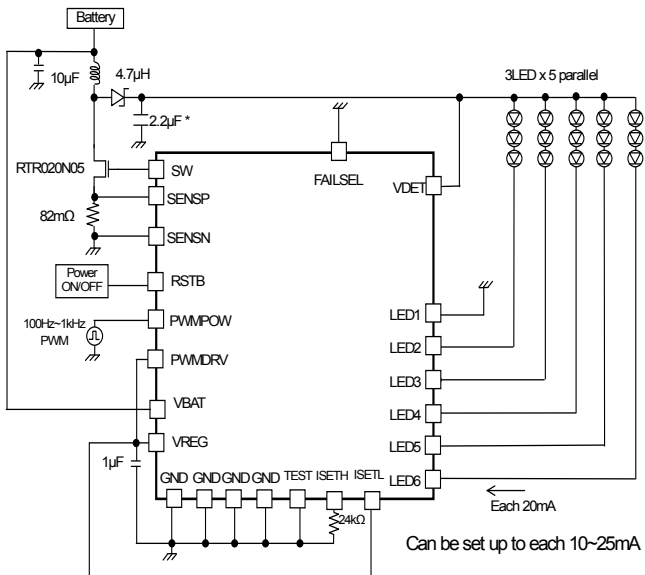 Battery
10μF
4.7μH
3LED x 5 parallel
2.2μF *
RTR020N05
SW
FAILSEL
VDET
SENSP
82mΩ
SENSN
Power
ON/OFF
RSTB
LED1
100Hz~1kHz
PWM
PWMPOW
LED2
PWMDRV
LED3
VBAT
LED4
VREG
LED5
1μF
GND GND GND GND TEST ISETH ISETL
LED6
24kΩ
Each 20mA
Can be set up to each 10~25mA